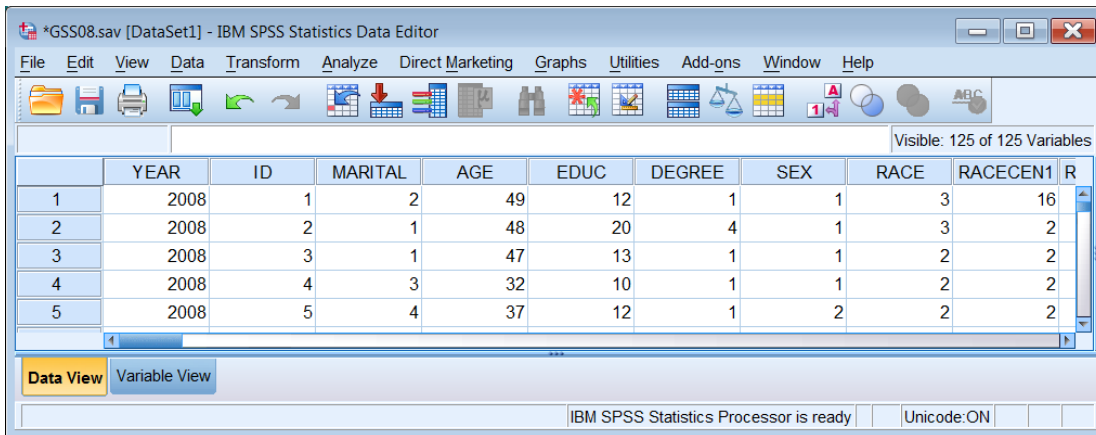 *GSS08.sav [DataSet1] - IBM SPSS Statistics Data Editor
File Edit View Data Transform Analyze Direct Marketing Graphs Utilities Add-ons Window Help
Visible: 125 of 125 Variables
YEAR ID MARITAL AGE EDUC DEGREE SEX RACE RACECEN1 R
1 2008 1 2 49 12 1 1 3 16
2 2008 2 1 48 20 4 1 3 2
3 2008 3 1 47 13 1 1 2 2
4 2008 4 3 32 10 1 1 2 2
5 2008 5 4 37 12 1 2 2 2
Data View Variable View
IBM SPSS Statistics Processor is ready Unicode:ON